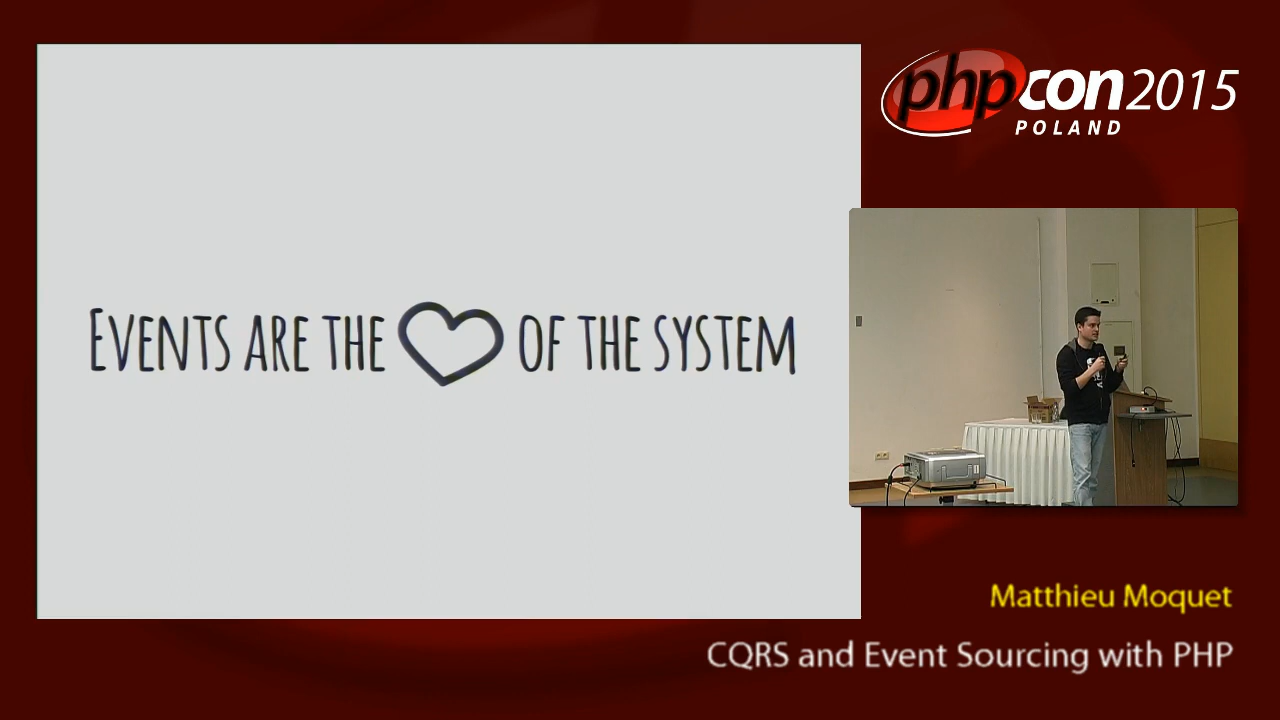 EVENTS ARE THE OF THE SYSTEM
phpcon2015
POLAND
Matthieu Moquet
CQRS and Event Sourcing with PHP